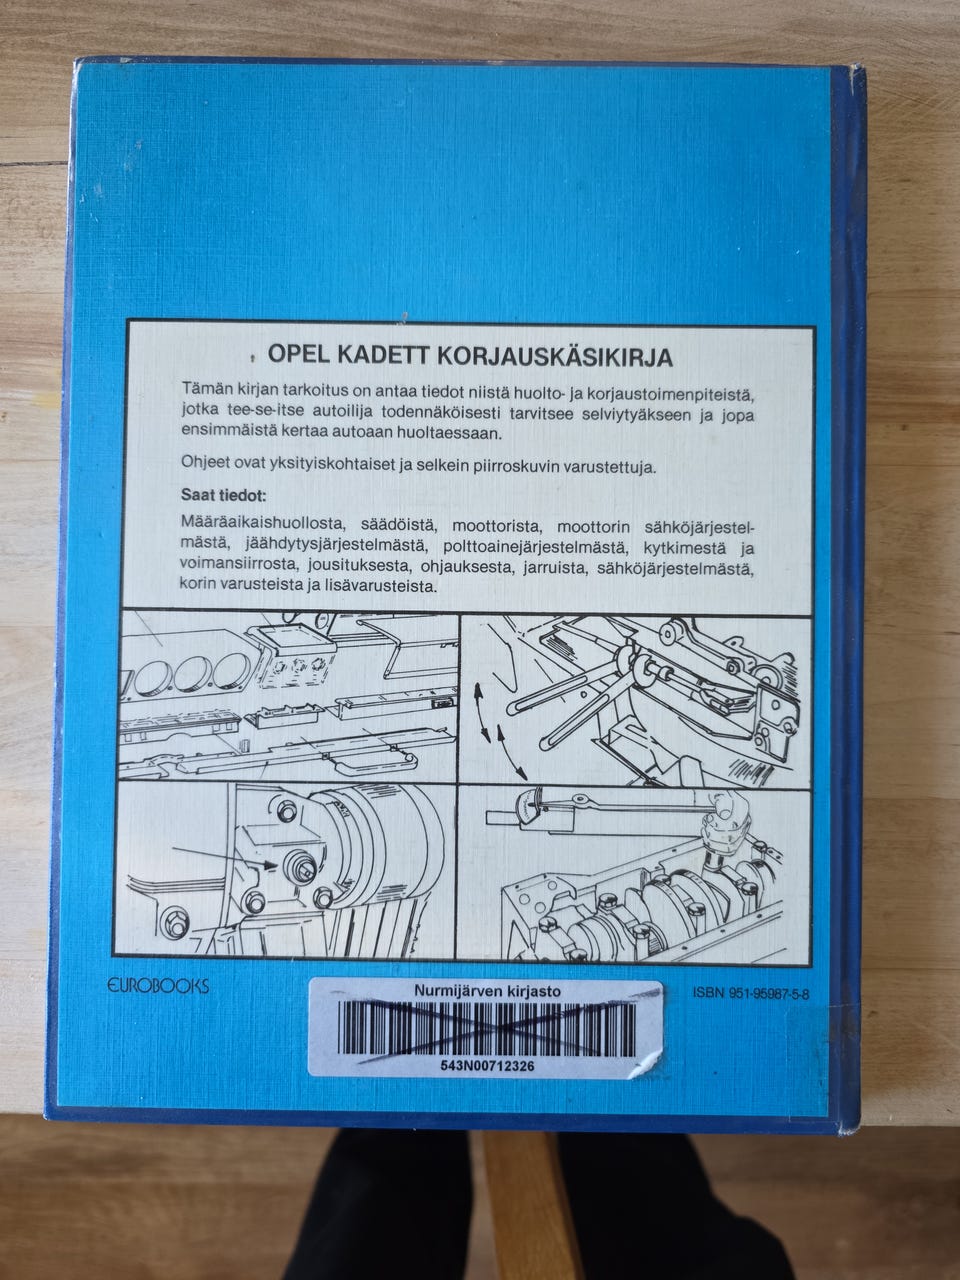 OPEL KADETT KORJAUSKÄSIKIRJA
Tämän kirjan tarkoitus on antaa tiedot niistä huolto- ja korjaustoimenpiteistä,
jotka tee-se-itse autoilija todennäköisesti tarvitsee selviytyäkseen ja jopa
ensimmäistä kertaa autoaan huoltaessaan.
Ohjeet ovat yksityiskohtaiset ja selkein piirroskuvin varustettuja.
Saat tiedot:
Määräaikaishuollosta, säädöistä, moottorista, moottorin sähköjärjestel-
mästä, jäähdytysjärjestelmästä, polttoainejärjestelmästä, kytkimestä ja
voimansiirrosta, jousituksesta, ohjauksesta, jarruista, sähköjärjestelmästä,
korin varusteista ja lisävarusteista.
EUROBOOKS
Nurmijärven kirjasto
543N00712326
ISBN 951-95987-5-8